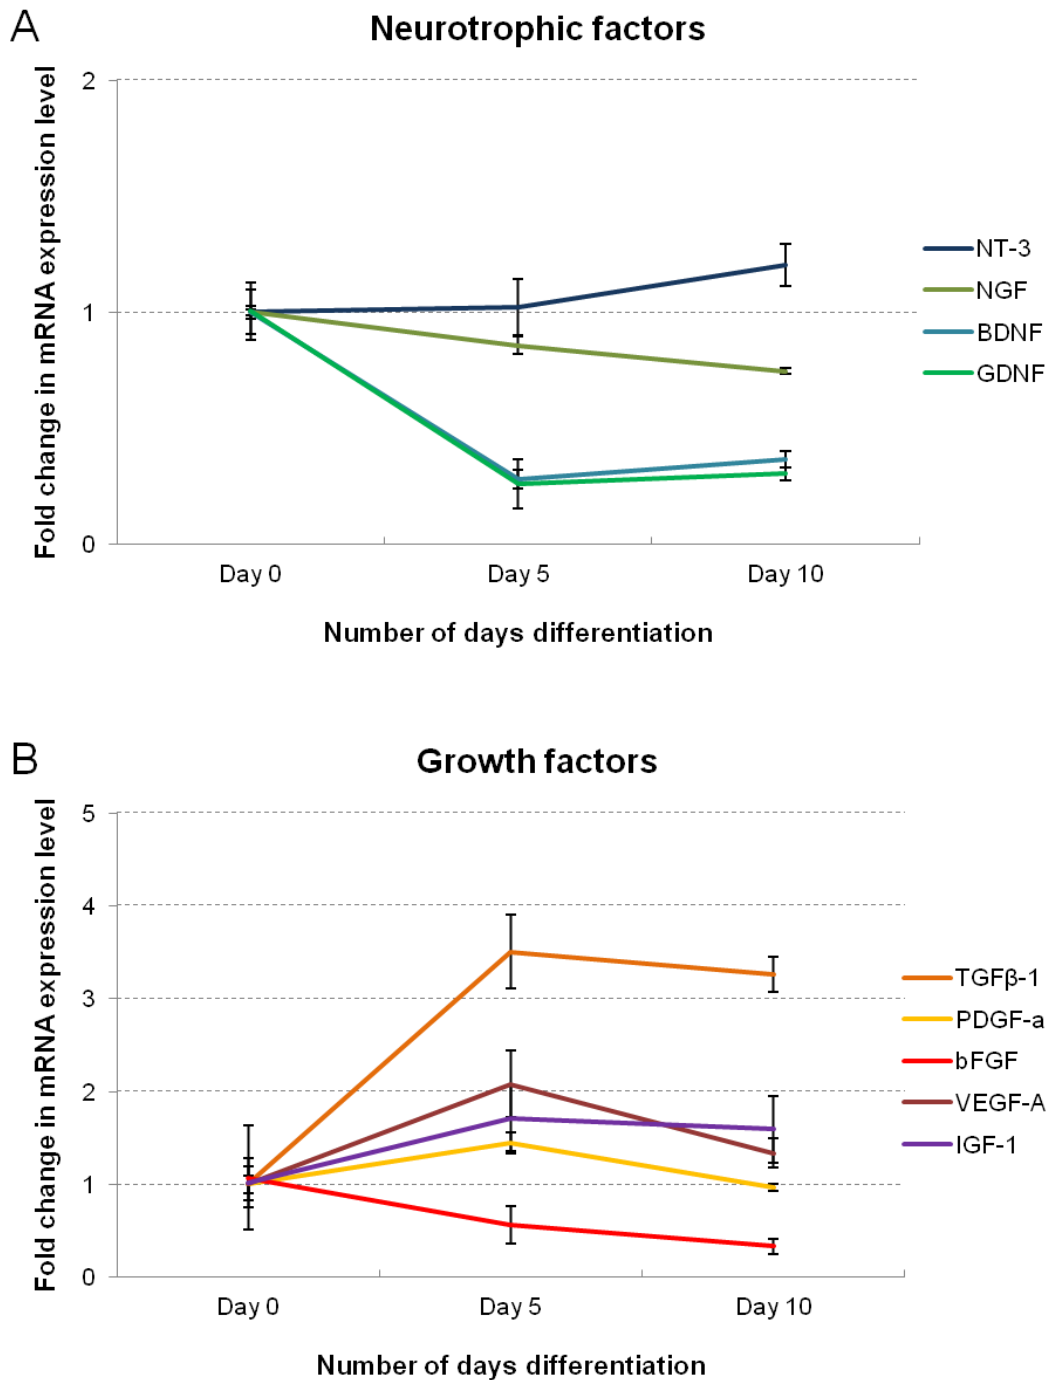 A
Neurotrophic factors
Fold change in mRNA expression level
2
1
0
NT-3
NGF
BDNF
GDNF
Day 0
Day 5
Day 10
Number of days differentiation
B
Growth factors
Fold change in mRNA expression level
5
4
3
2
1
0
TGFβ-1
PDGF-a
bFGF
VEGF-A
IGF-1
Day 0
Day 5
Day 10
Number of days differentiation